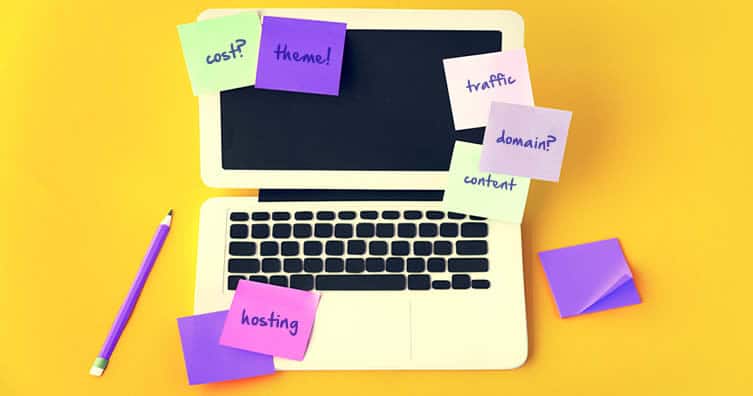 cost?
theme!
traffic
domain?
content
hosting